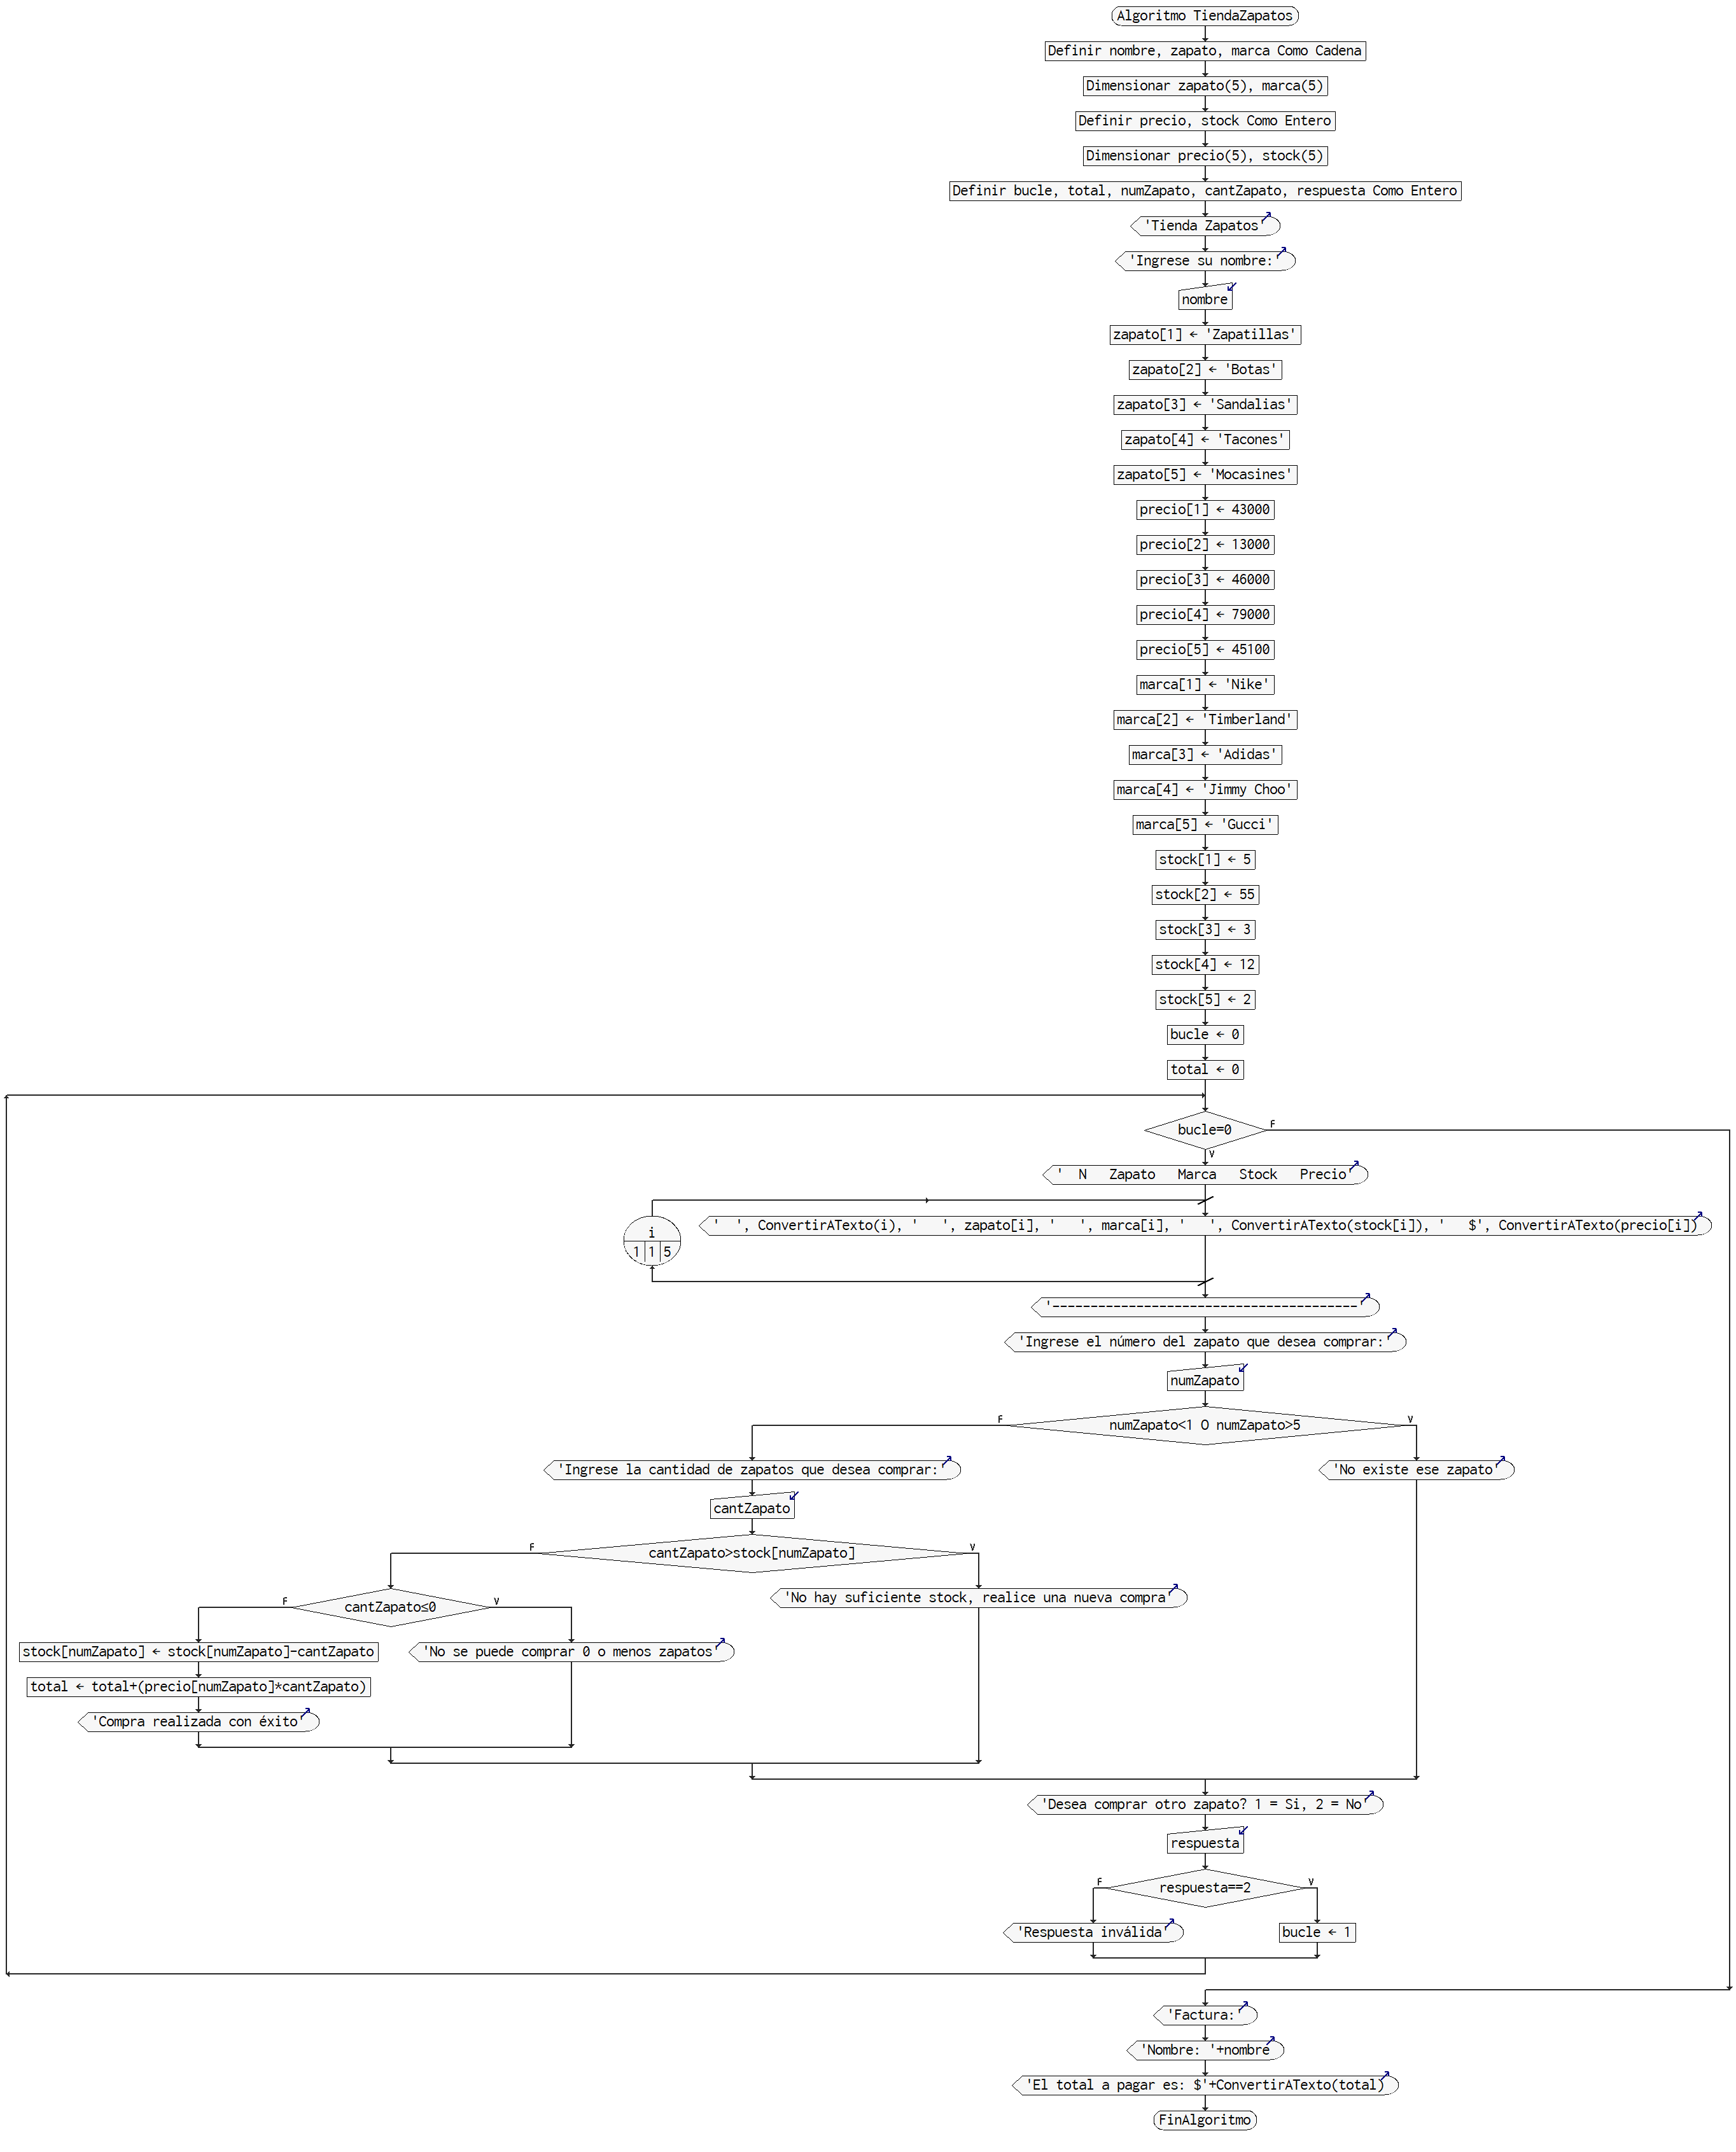 Algoritmo TiendaZapatos
Definir nombre, zapato, marca Como Cadena
Dimensionar zapato(5), marca(5)
Definir precio, stock Como Entero
Dimensionar precio(5), stock(5)
Definir bucle, total, numZapato, cantZapato, respuesta Como Entero
'Tienda Zapatos'
'Ingrese su nombre:'
nombre
zapato[1] ← 'Zapatillas'
zapato[2] ← 'Botas'
zapato[3] ← 'Sandalias'
zapato[4] ← 'Tacones'
zapato[5] ← 'Mocasines'
precio[1] ← 43000
precio[2] ← 13000
precio[3] ← 46000
precio[4] ← 79000
precio[5] ← 45100
marca[1] ← 'Nike'
marca[2] ← 'Timberland'
marca[3] ← 'Adidas'
marca[4] ← 'Jimmy Choo'
marca[5] ← 'Gucci'
stock[1] ← 5
stock[2] ← 55
stock[3] ← 3
stock[4] ← 12
stock[5] ← 2
bucle ← 0
total ← 0
bucle=0
F
V
'  N   Zapato   Marca   Stock   Precio'
'  ', ConvertirATexto(i), '   ', zapato[i], '   ', marca[i], '   ', ConvertirATexto(stock[i]), '   $', ConvertirATexto(precio[i])
i
1 1 5
'----------------------------------------'
'Ingrese el número del zapato que desea comprar:'
numZapato
F
numZapato<1 O numZapato>5
V
'Ingrese la cantidad de zapatos que desea comprar:'
'No existe ese zapato'
cantZapato
F
cantZapato>stock[numZapato]
V
'No hay suficiente stock, realice una nueva compra'
F
cantZapato≤0
V
stock[numZapato] ← stock[numZapato]-cantZapato
'No se puede comprar 0 o menos zapatos'
total ← total+(precio[numZapato]*cantZapato)
'Compra realizada con éxito'
'Desea comprar otro zapato? 1 = Si, 2 = No'
respuesta
F
respuesta==2
V
'Respuesta inválida'
bucle ← 1
'Factura:'
'Nombre: '+nombre
'El total a pagar es: $'+ConvertirATexto(total)
FinAlgoritmo